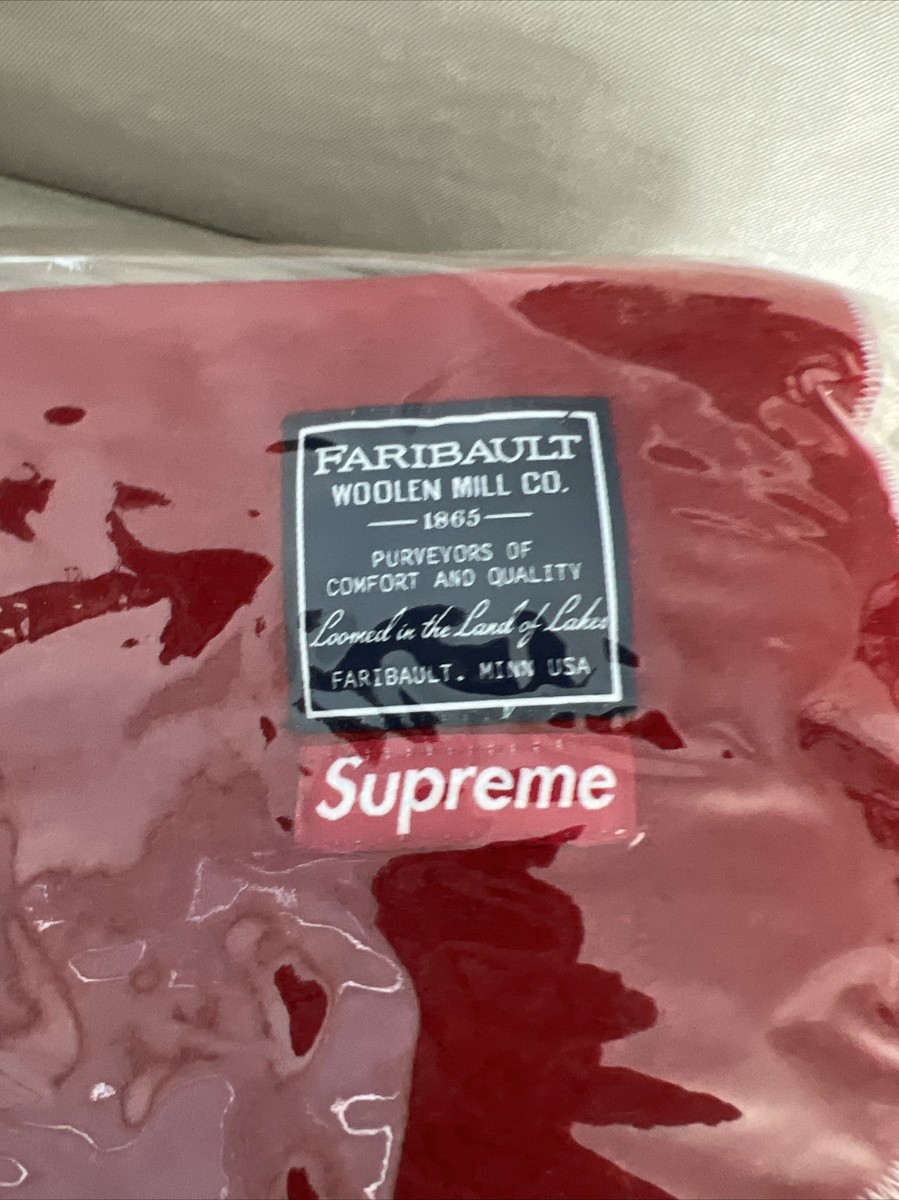 FARIBAULT
WOOLEN MILL CO.
1865
PURVEYORS OF
COMFORT AND QUALITY
Loomed in the Land of Lakes
FARIBAULT. MINN USA
Supreme